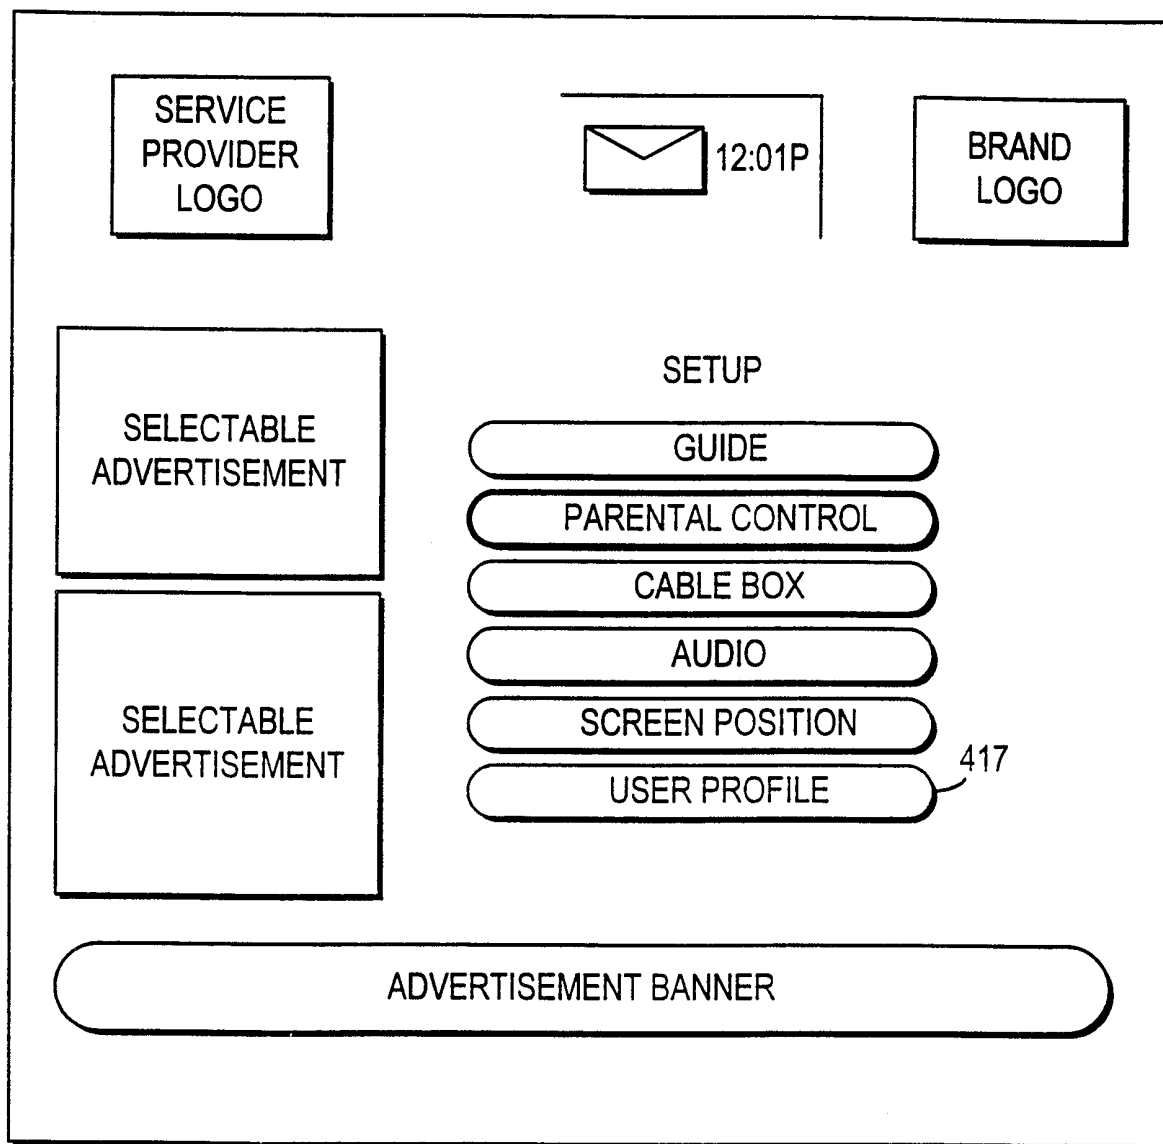 SERVICE
PROVIDER
LOGO
12:01P
BRAND
LOGO
SELECTABLE
ADVERTISEMENT
SELECTABLE
ADVERTISEMENT
SETUP
GUIDE
PARENTAL CONTROL
CABLE BOX
AUDIO
SCREEN POSITION
USER PROFILE
417
ADVERTISEMENT BANNER